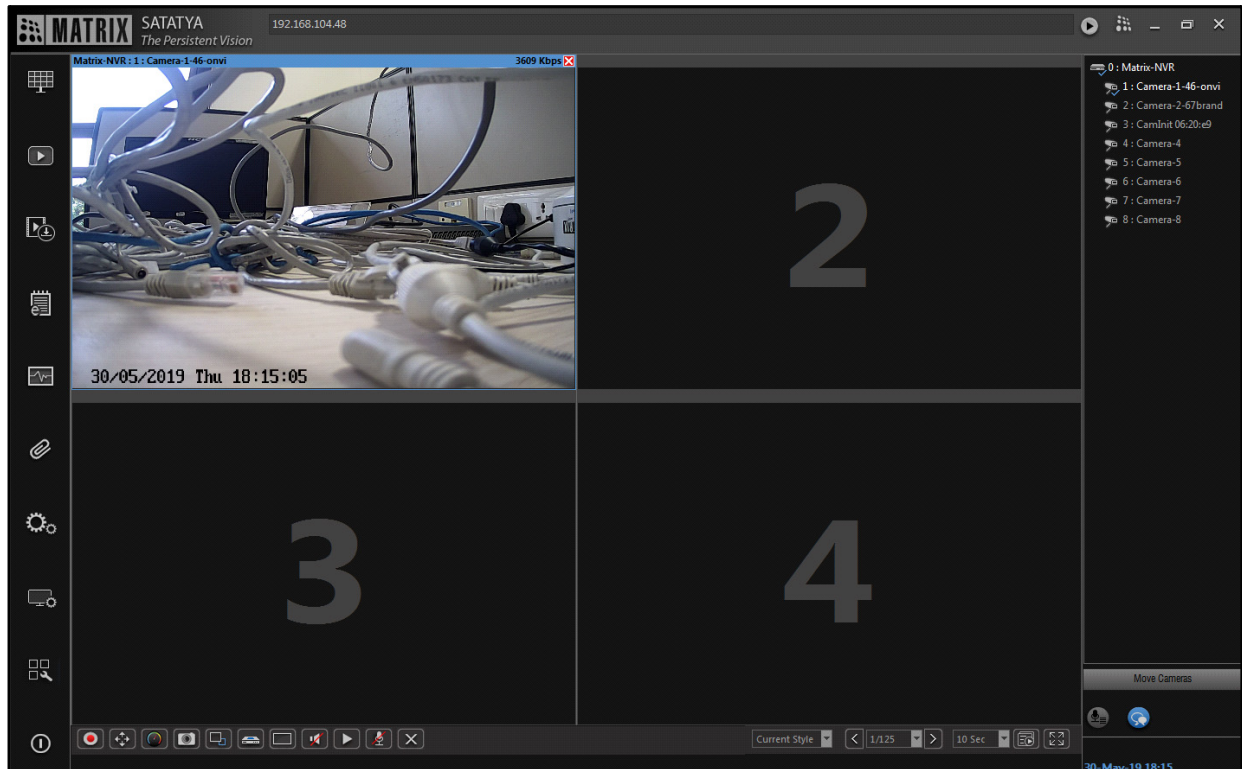 MATRIX
SATATYA
The Persistent Vision
192.168.104.48
Matrix-NVR : 1 : Camera-1-46-onvi
3609 Kbps
30/05/2019 Thu 18:15:05
2
3
4
0 : Matrix-NVR
1 : Camera-1-46-onvi
2 : Camera-2-67brand
3 : CamInit 06:20:e9
4 : Camera-4
5 : Camera-5
6 : Camera-6
7 : Camera-7
8 : Camera-8
Move Cameras
Current Style
1/125
10 Sec
30-May-19 18:15